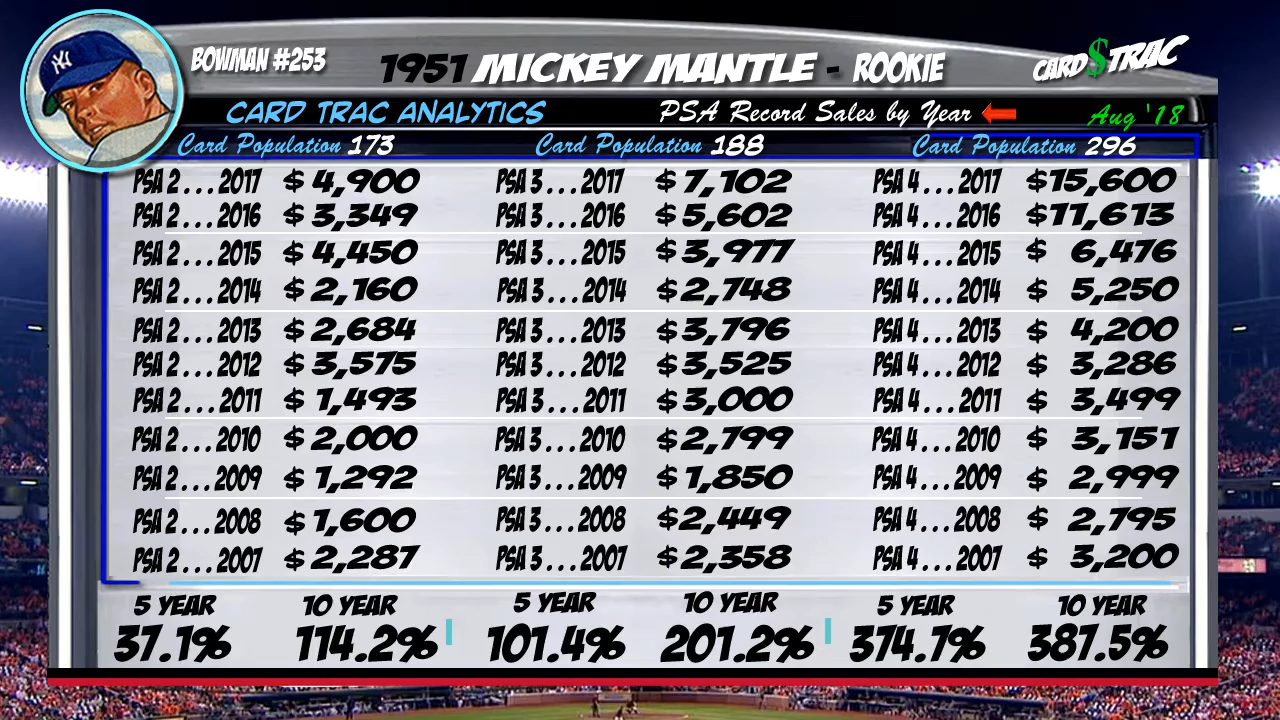 BOWMAN #253 1951 MICKEY MANTLE - ROOKIE CARD$TRAC
CARD TRAC ANALYTICS PSA Record Sales by Year Aug '18
Card Population 173 Card Population 188 Card Population 296
PSA 2...2017 $ 4,900 PSA 3...2017 $ 7,102 PSA 4...2017 $15,600
PSA 2...2016 $ 3,349 PSA 3...2016 $ 5,602 PSA 4...2016 $11,613
PSA 2...2015 $ 4,450 PSA 3...2015 $ 3,977 PSA 4...2015 $ 6,476
PSA 2...2014 $ 2,160 PSA 3...2014 $ 2,748 PSA 4...2014 $ 5,250
PSA 2...2013 $ 2,684 PSA 3...2013 $ 3,796 PSA 4...2013 $ 4,200
PSA 2...2012 $ 3,575 PSA 3...2012 $ 3,525 PSA 4...2012 $ 3,286
PSA 2...2011 $ 1,493 PSA 3...2011 $ 3,000 PSA 4...2011 $ 3,499
PSA 2...2010 $ 2,000 PSA 3...2010 $ 2,799 PSA 4...2010 $ 3,151
PSA 2...2009 $ 1,292 PSA 3...2009 $ 1,850 PSA 4...2009 $ 2,999
PSA 2...2008 $ 1,600 PSA 3...2008 $ 2,449 PSA 4...2008 $ 2,795
PSA 2...2007 $ 2,287 PSA 3...2007 $ 2,358 PSA 4...2007 $ 3,200
5 YEAR 10 YEAR 5 YEAR 10 YEAR 5 YEAR 10 YEAR
37.1% 114.2% 101.4% 201.2% 374.7% 387.5%